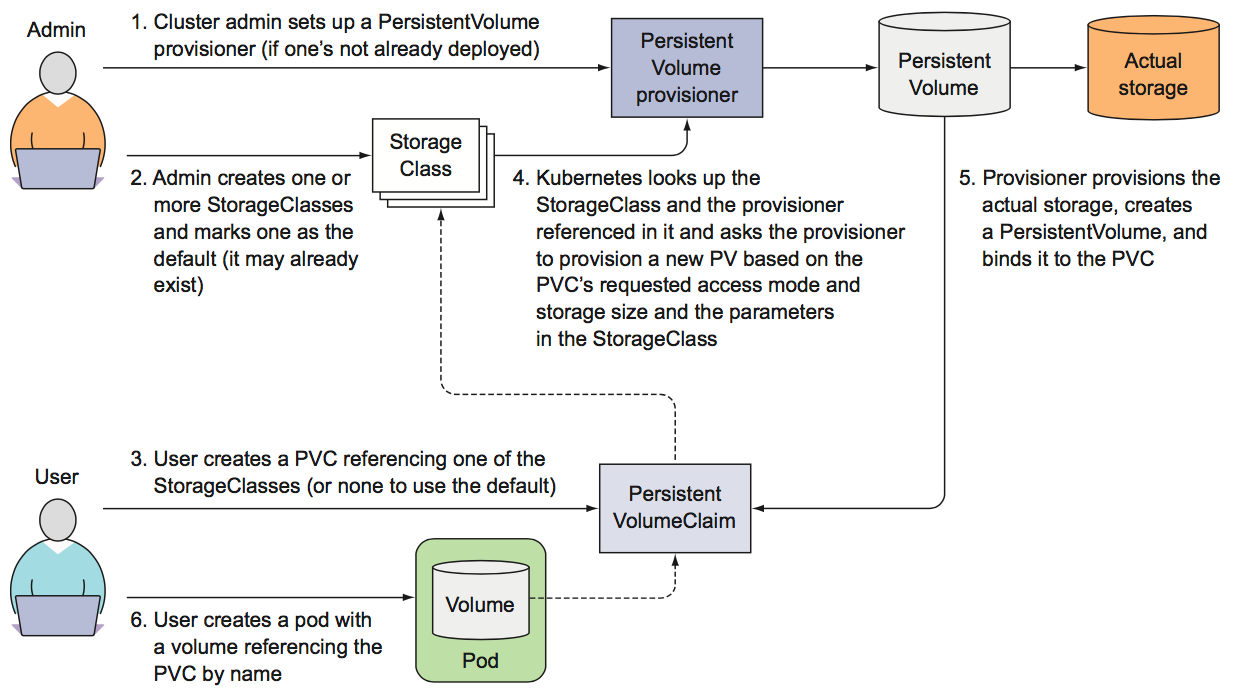 Admin
1. Cluster admin sets up a PersistentVolume
provisioner (if one’s not already deployed)
Persistent
Volume
provisioner
Persistent
Volume
Actual
storage
Storage
Class
2. Admin creates one or
more StorageClasses
and marks one as the
default (it may already
exist)
4. Kubernetes looks up the
StorageClass and the provisioner
referenced in it and asks the provisioner
to provision a new PV based on the
PVC’s requested access mode and
storage size and the parameters
in the StorageClass
5. Provisioner provisions the
actual storage, creates
a PersistentVolume, and
binds it to the PVC
User
3. User creates a PVC referencing one of the
StorageClasses (or none to use the default)
Persistent
VolumeClaim
Volume
Pod
6. User creates a pod with
a volume referencing the
PVC by name